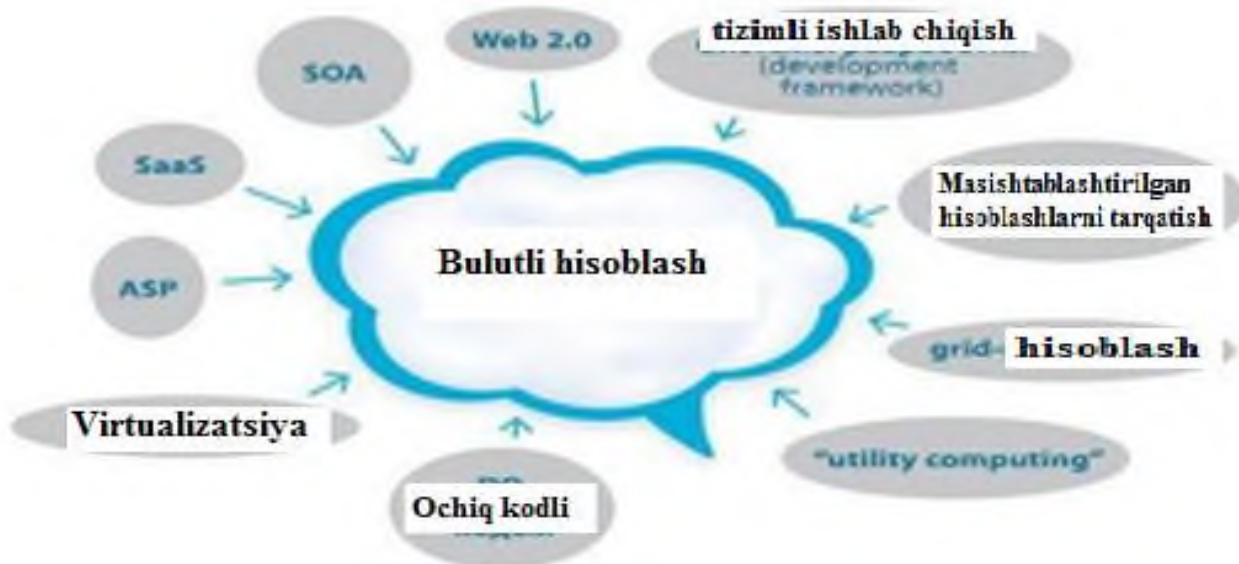 Web 2.0
tizimli ishlab chiqish
(development
framework)
SOA
SaaS
Masishtablashtirilgan
hisoblashlarni tarqatish
Bulutli hisoblash
ASP
grid- hisoblash
Virtualizatsiya
"utility computing"
Ochiq kodli